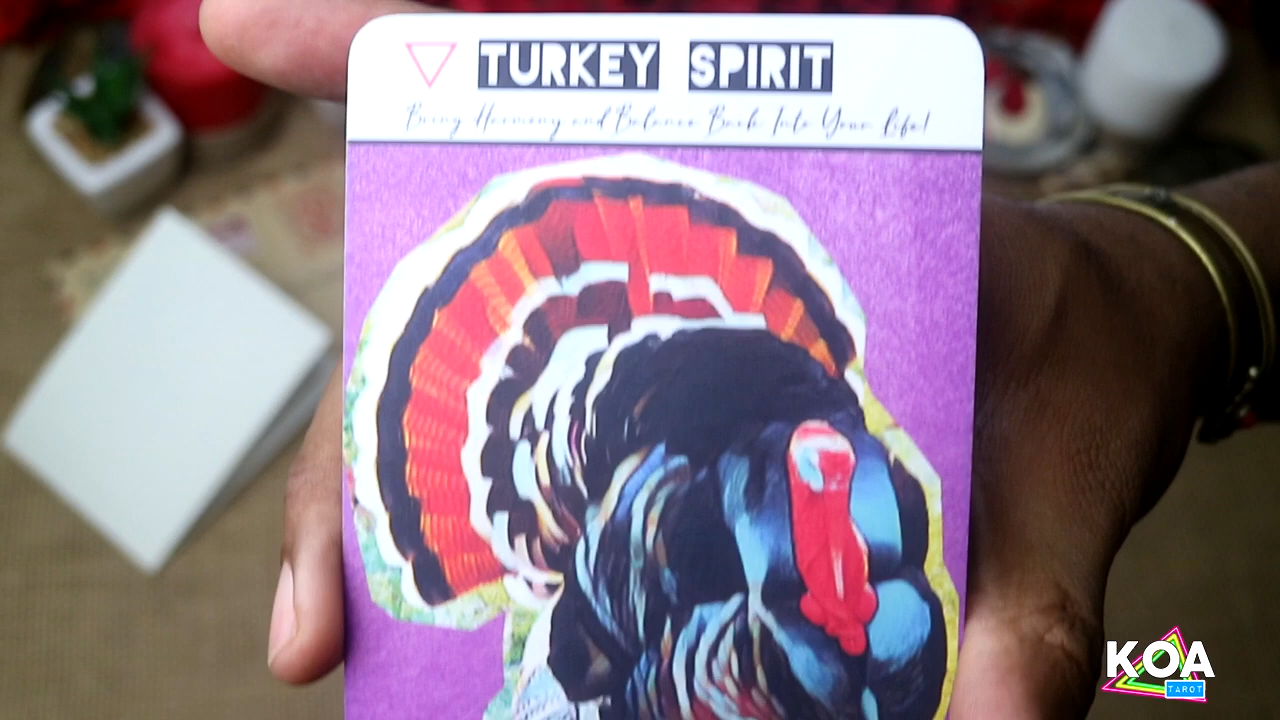 TURKEY SPIRIT
Bring Harmony and Balance Back Into Your Life!
KOA
TAROT